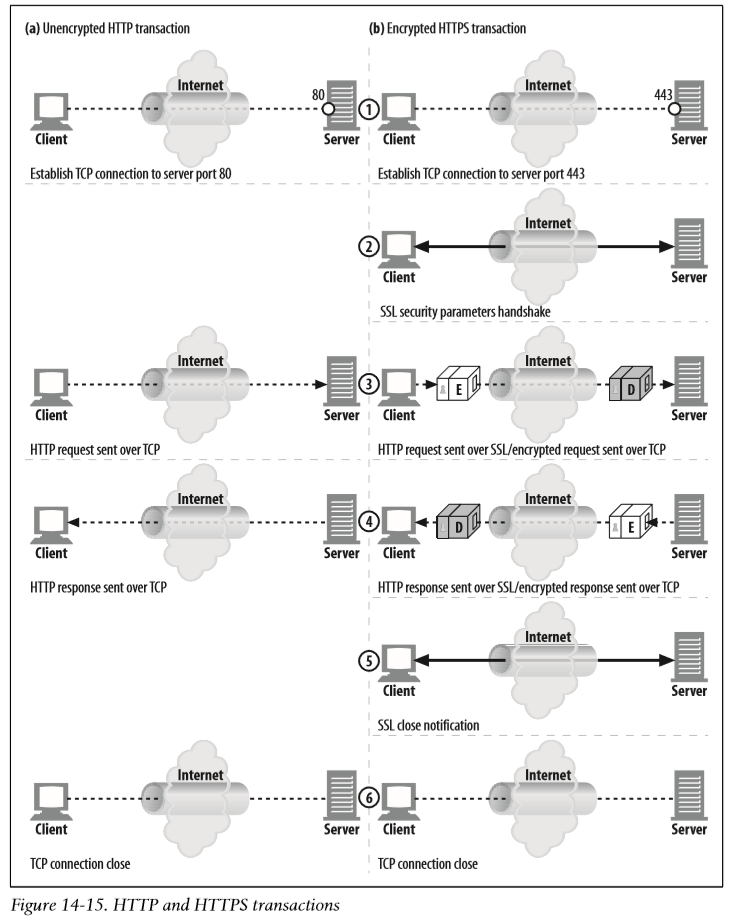 (a) Unencrypted HTTP transaction
(b) Encrypted HTTPS transaction
Internet
80
Client
Server
Establish TCP connection to server port 80
1
Internet
443
Client
Server
Establish TCP connection to server port 443
2
Internet
Client
Server
SSL security parameters handshake
Internet
Client
Server
HTTP request sent over TCP
3
Internet
E
D
Client
Server
HTTP request sent over SSL/encrypted request sent over TCP
Internet
Client
Server
HTTP response sent over TCP
4
Internet
D
E
Client
Server
HTTP response sent over SSL/encrypted response sent over TCP
5
Internet
Client
Server
SSL close notification
Internet
Client
Server
TCP connection close
6
Internet
Client
Server
TCP connection close
Figure 14-15. HTTP and HTTPS transactions